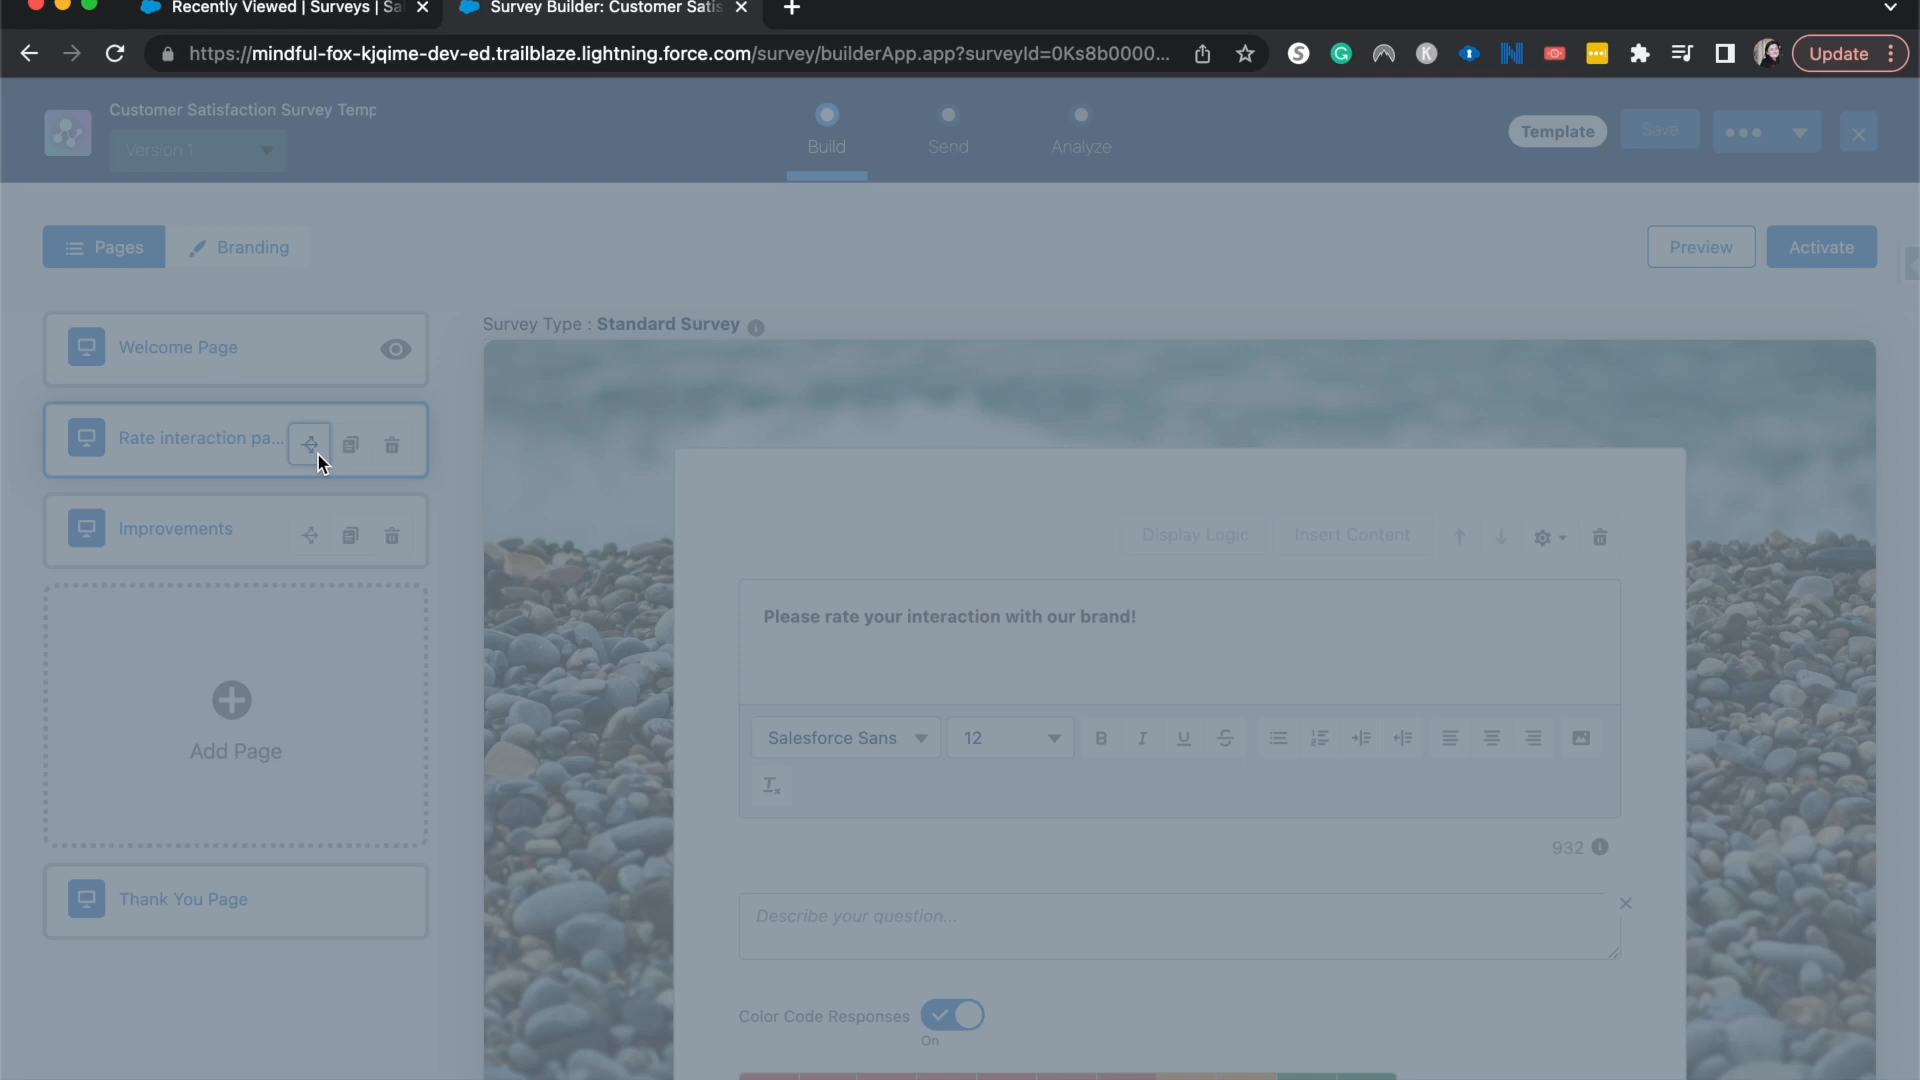 Recently Viewed | Surveys | Sa
Survey Builder: Customer Satis
https://mindful-fox-kjqime-dev-ed.trailblaze.lightning.force.com/survey/builderApp.app?surveyId=0Ks8b0000...
Update
Customer Satisfaction Survey Temp
Version 1
Build
Send
Analyze
Template
Save
Pages
Branding
Preview
Activate
Survey Type : Standard Survey
Welcome Page
Rate interaction pa...
Improvements
Add Page
Thank You Page
Display Logic
Insert Content
Please rate your interaction with our brand!
Salesforce Sans
12
932
Describe your question...
Color Code Responses
On